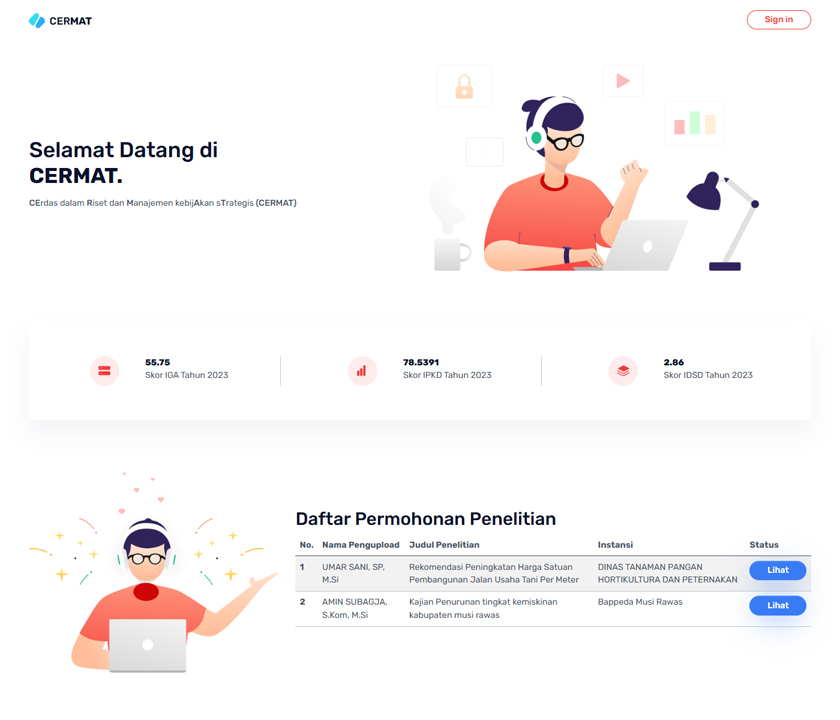 CERMAT
Sign in
Selamat Datang di
CERMAT.
CErdas dalam Riset dan Manajemen kebijAkan sTrategis (CERMAT)
55.75
Skor IGA Tahun 2023
78.5391
Skor IPKD Tahun 2023
2.86
Skor IDSD Tahun 2023
Daftar Permohonan Penelitian
No. Nama Pengupload Judul Penelitian Instansi Status
1 UMAR SANI, SP, Rekomendasi Peningkatan Harga Satuan DINAS TANAMAN PANGAN Lihat
M.Si Pembangunan Jalan Usaha Tani Per Meter HORTIKULTURA DAN PETERNAKAN
2 AMIN SUBAGJA, Kajian Penurunan tingkat kemiskinan Bappeda Musi Rawas Lihat
S.Kom, M.Si kabupaten musi rawas